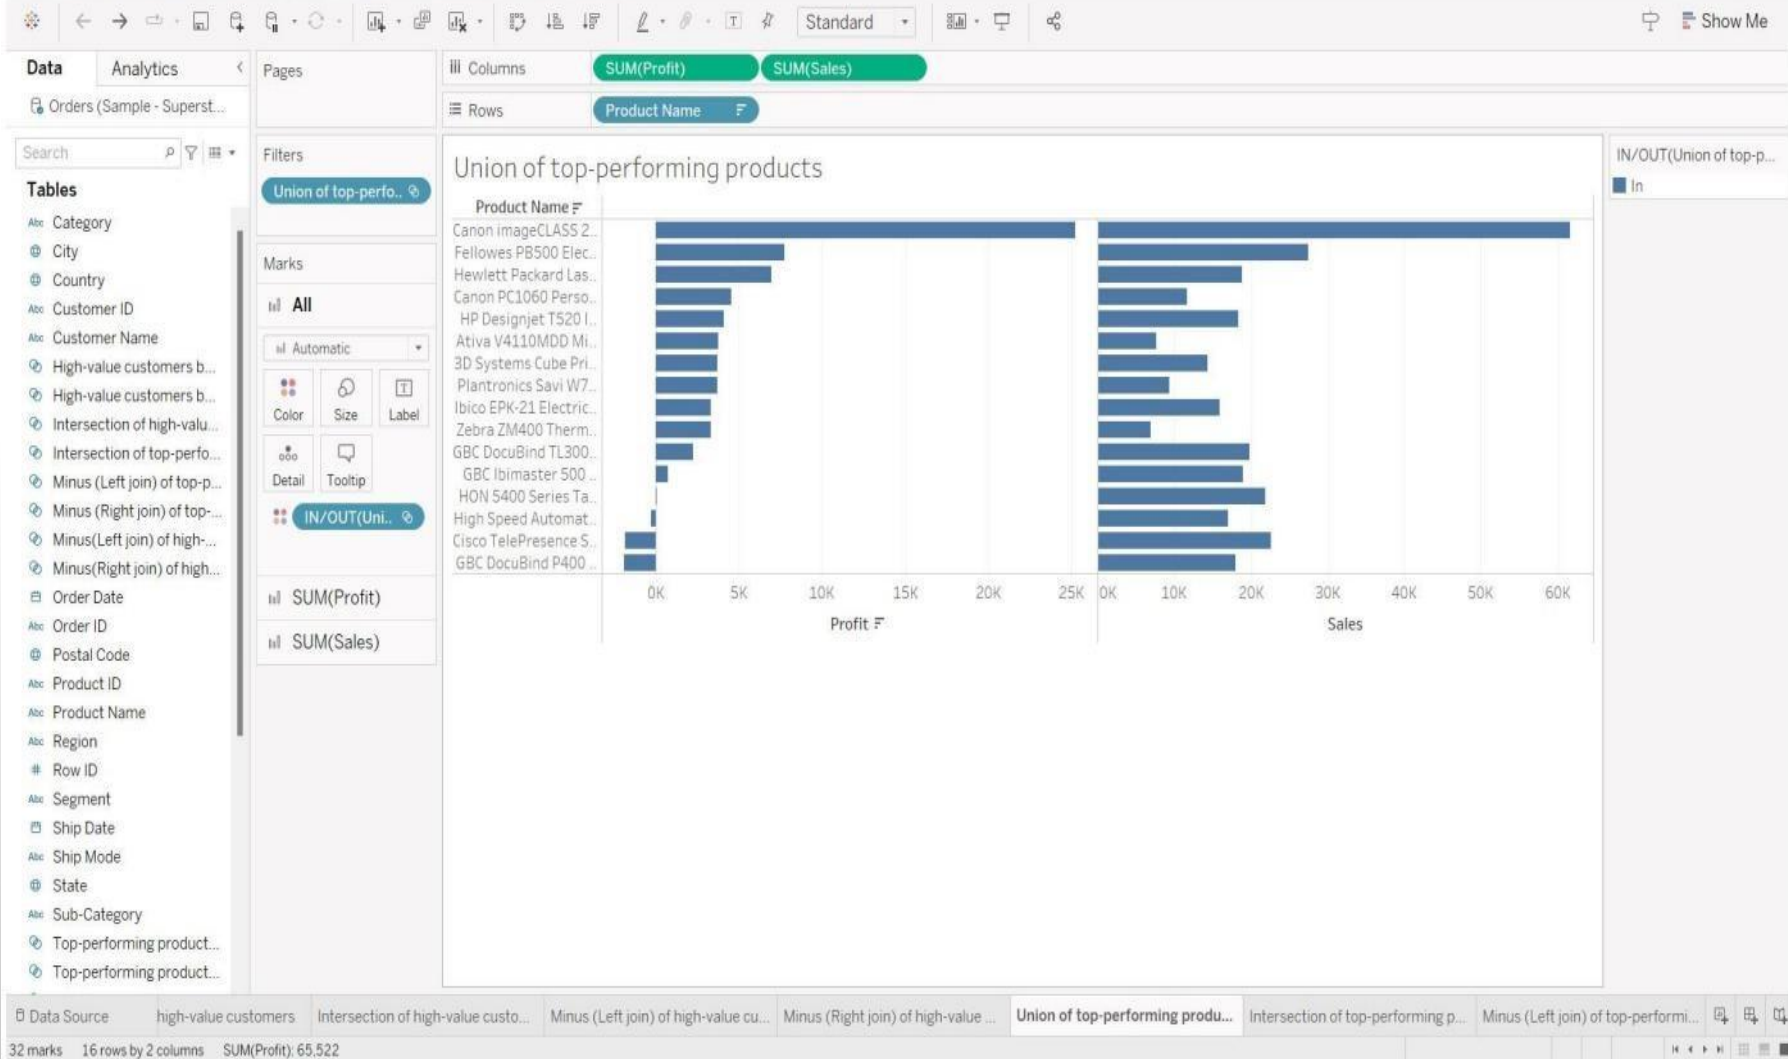 Standard
Show Me
Data
Analytics
Orders (Sample - Superst...
Search
Tables
Abc Category
City
Country
Abc Customer ID
Abc Customer Name
High-value customers b...
High-value customers b...
Intersection of high-valu...
Intersection of top-perfo...
Minus (Left join) of top-p...
Minus (Right join) of top-...
Minus(Left join) of high-...
Minus(Right join) of high...
Order Date
Abc Order ID
Postal Code
Abc Product ID
Abc Product Name
Abc Region
# Row ID
Abc Segment
Ship Date
Abc Ship Mode
State
Abc Sub-Category
Top-performing product...
Top-performing product...
Pages
Filters
Union of top-perfo..
Marks
All
Automatic
Color Size Label
Detail Tooltip
IN/OUT(Uni..
SUM(Profit)
SUM(Sales)
Columns SUM(Profit) SUM(Sales)
Rows Product Name
Union of top-performing products
Product Name
Canon imageCLASS 2..
Fellowes PB500 Elec..
Hewlett Packard Las..
Canon PC1060 Perso..
HP Designjet T520 I..
Ativa V4110MDD Mi..
3D Systems Cube Pri..
Plantronics Savi W7..
Ibico EPK-21 Electric..
Zebra ZM400 Therm..
GBC DocuBind TL300..
GBC Ibimaster 500 ..
HON 5400 Series Ta..
High Speed Automat..
Cisco TelePresence S..
GBC DocuBind P400 ..
0K 5K 10K 15K 20K 25K 0K 10K 20K 30K 40K 50K 60K
Profit Sales
IN/OUT(Union of top-p...
In
Data Source high-value customers Intersection of high-value custo... Minus (Left join) of high-value cu... Minus (Right join) of high-value ... Union of top-performing produ... Intersection of top-performing p... Minus (Left join) of top-performi...
32 marks 16 rows by 2 columns SUM(Profit): 65,522